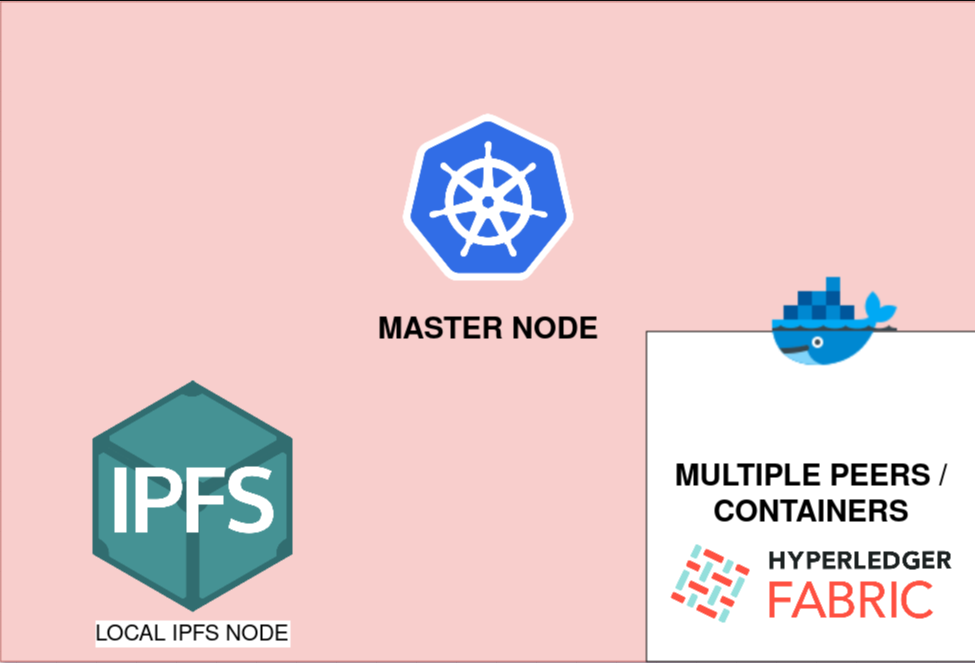 MASTER NODE
IPFS
LOCAL IPFS NODE
MULTIPLE PEERS /
CONTAINERS
HYPERLEDGER
FABRIC